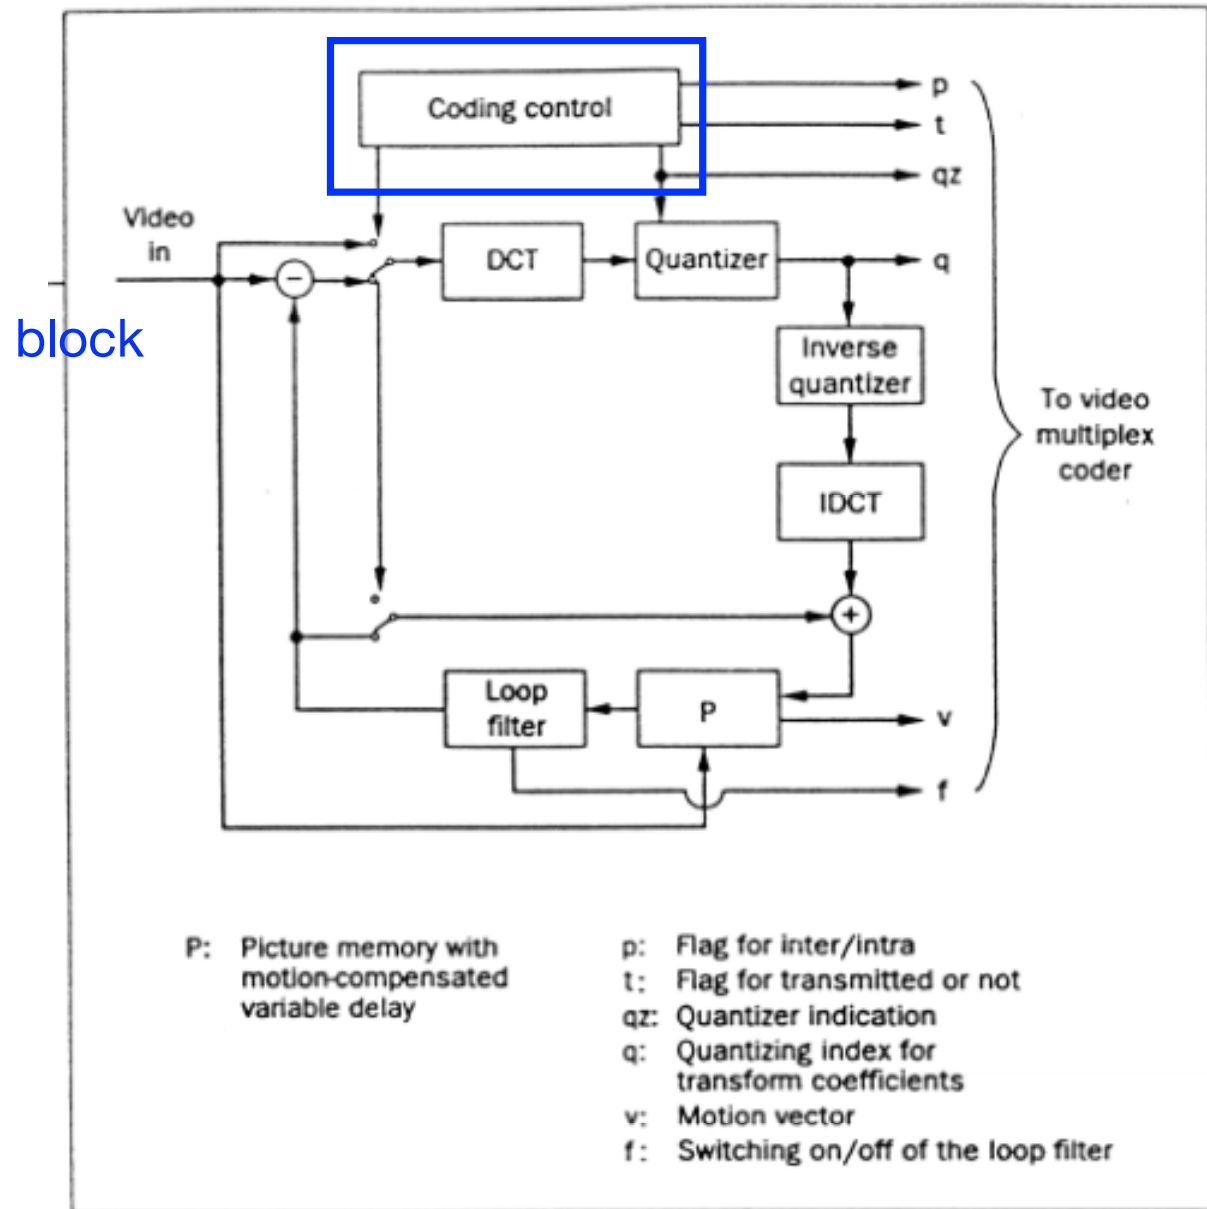 Coding control
p
t
qz
Video
in
DCT
Quantizer
q
−
block
Inverse
quantizer
To video
multiplex
coder
IDCT
+
Loop
filter
P
v
f
P: Picture memory with
motion-compensated
variable delay
p: Flag for inter/intra
t: Flag for transmitted or not
qz: Quantizer indication
q: Quantizing index for
transform coefficients
v: Motion vector
f: Switching on/off of the loop filter